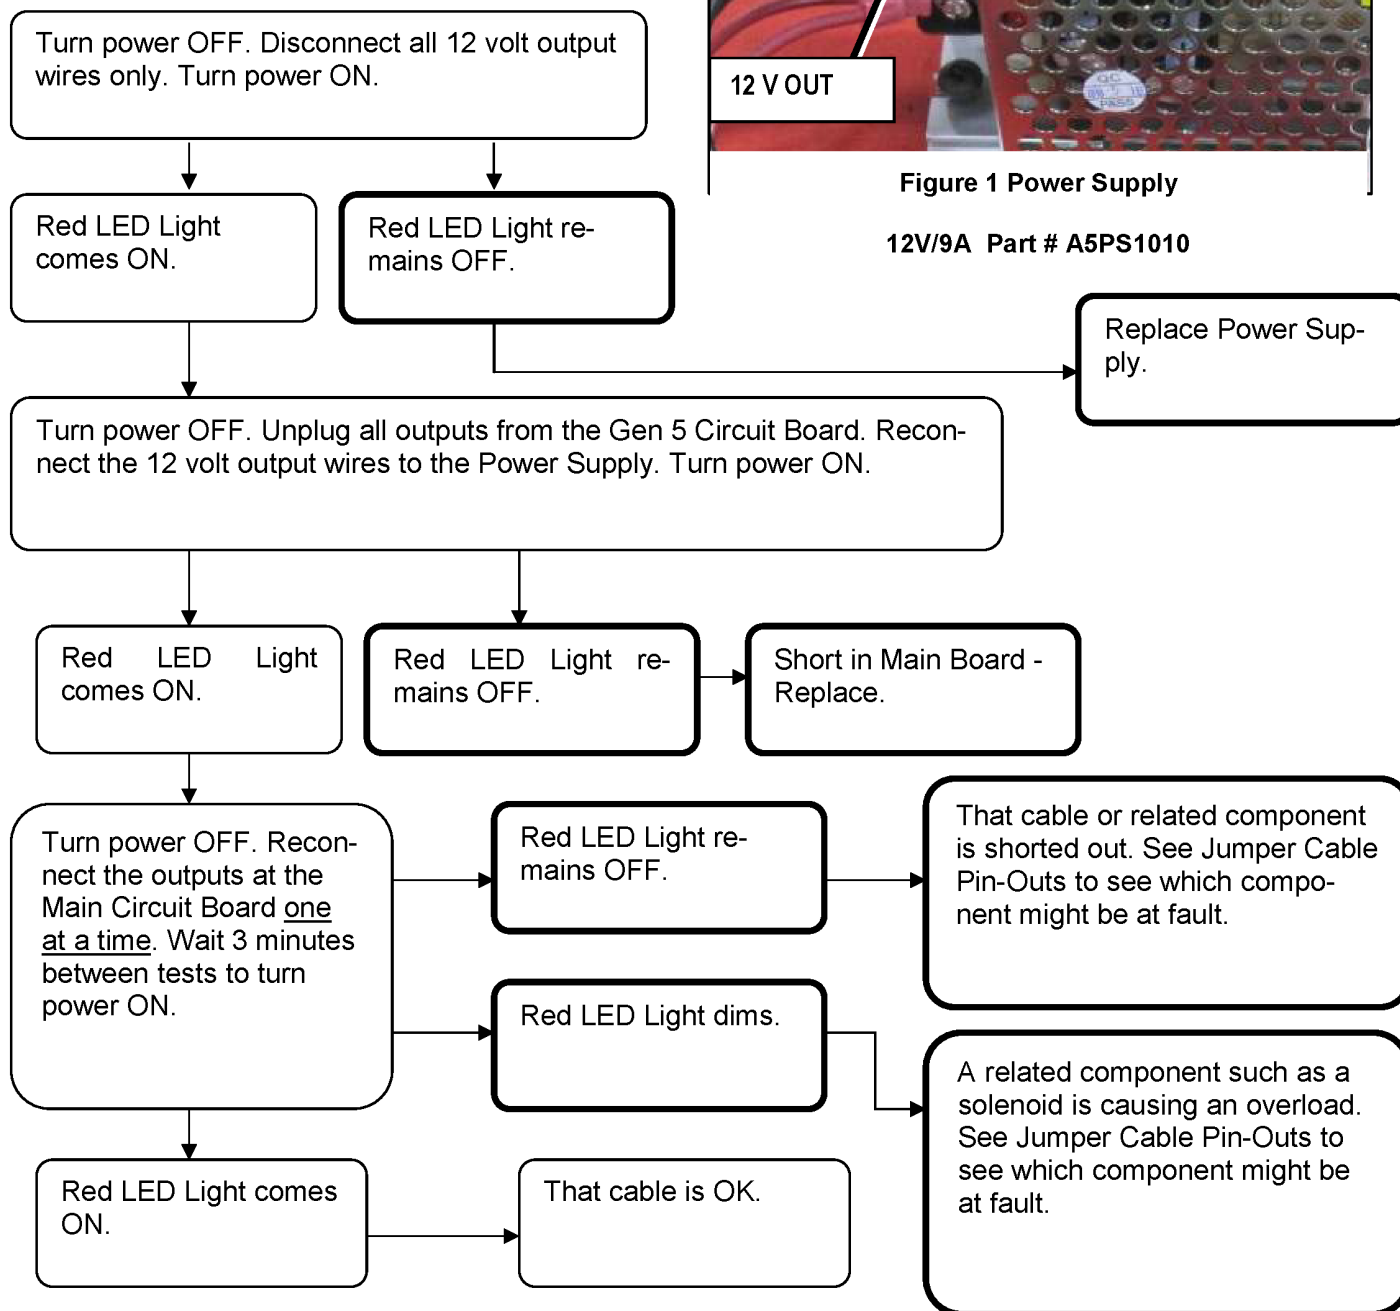 Turn power OFF. Disconnect all 12 volt output
wires only. Turn power ON.
12 V OUT
QC
PASS
Figure 1 Power Supply
12V/9A  Part # A5PS1010
Red LED Light
comes ON.
Red LED Light re-
mains OFF.
Replace Power Sup-
ply.
Turn power OFF. Unplug all outputs from the Gen 5 Circuit Board. Recon-
nect the 12 volt output wires to the Power Supply. Turn power ON.
Red LED Light
comes ON.
Red LED Light re-
mains OFF.
Short in Main Board -
Replace.
Turn power OFF. Recon-
nect the outputs at the
Main Circuit Board one
at a time. Wait 3 minutes
between tests to turn
power ON.
Red LED Light re-
mains OFF.
That cable or related component
is shorted out. See Jumper Cable
Pin-Outs to see which compo-
nent might be at fault.
Red LED Light dims.
A related component such as a
solenoid is causing an overload.
See Jumper Cable Pin-Outs to
see which component might be
at fault.
Red LED Light comes
ON.
That cable is OK.